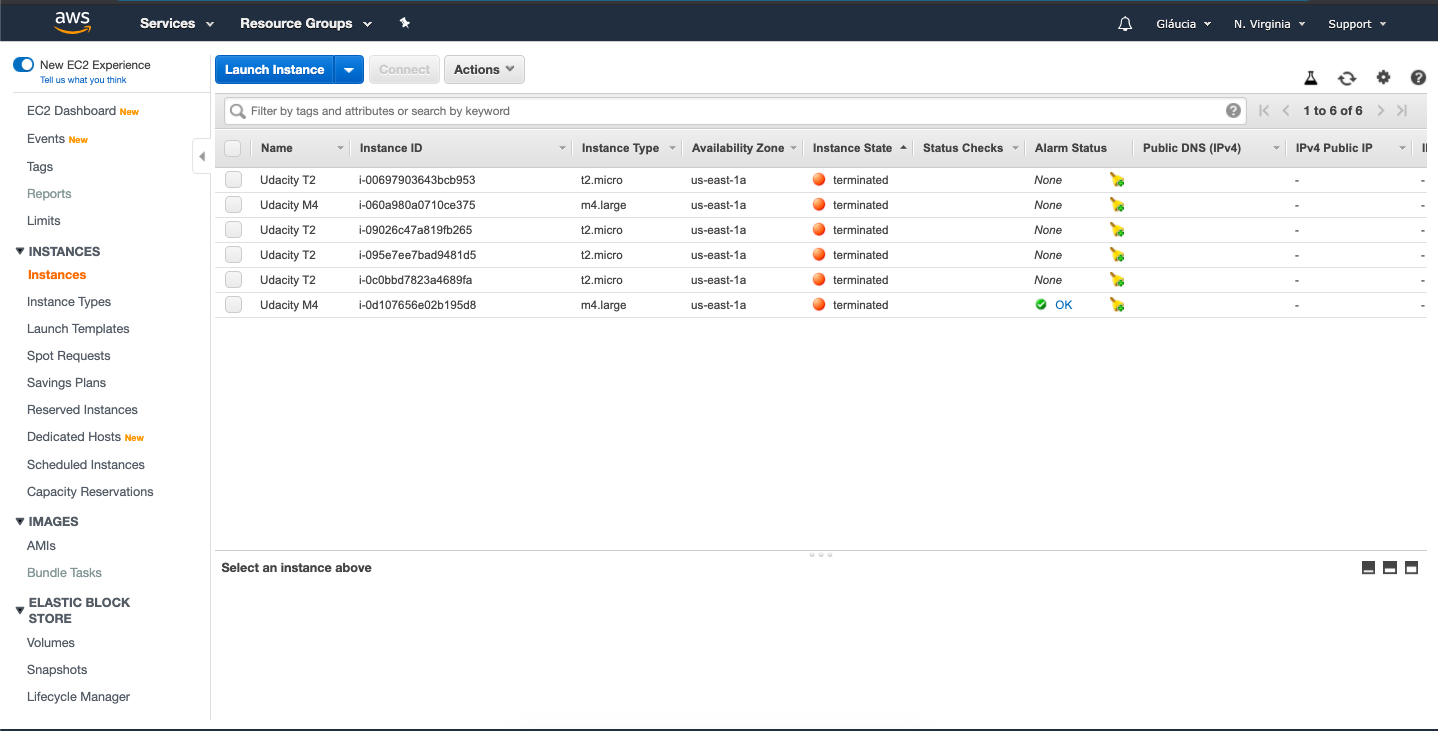 aws Services Resource Groups Gláucia N. Virginia Support
New EC2 Experience
Tell us what you think
EC2 Dashboard New
Events New
Tags
Reports
Limits
INSTANCES
Instances
Instance Types
Launch Templates
Spot Requests
Savings Plans
Reserved Instances
Dedicated Hosts New
Scheduled Instances
Capacity Reservations
IMAGES
AMIs
Bundle Tasks
ELASTIC BLOCK
STORE
Volumes
Snapshots
Lifecycle Manager
Launch Instance Connect Actions
Filter by tags and attributes or search by keyword 1 to 6 of 6
Name Instance ID Instance Type Availability Zone Instance State Status Checks Alarm Status Public DNS (IPv4) IPv4 Public IP
Udacity T2 i-00697903643bcb953 t2.micro us-east-1a terminated None - -
Udacity M4 i-060a980a0710ce375 m4.large us-east-1a terminated None - -
Udacity T2 i-09026c47a819fb265 t2.micro us-east-1a terminated None - -
Udacity T2 i-095e7ee7bad9481d5 t2.micro us-east-1a terminated None - -
Udacity T2 i-0c0bbd7823a4689fa t2.micro us-east-1a terminated None - -
Udacity M4 i-0d107656e02b195d8 m4.large us-east-1a terminated OK - -
Select an instance above